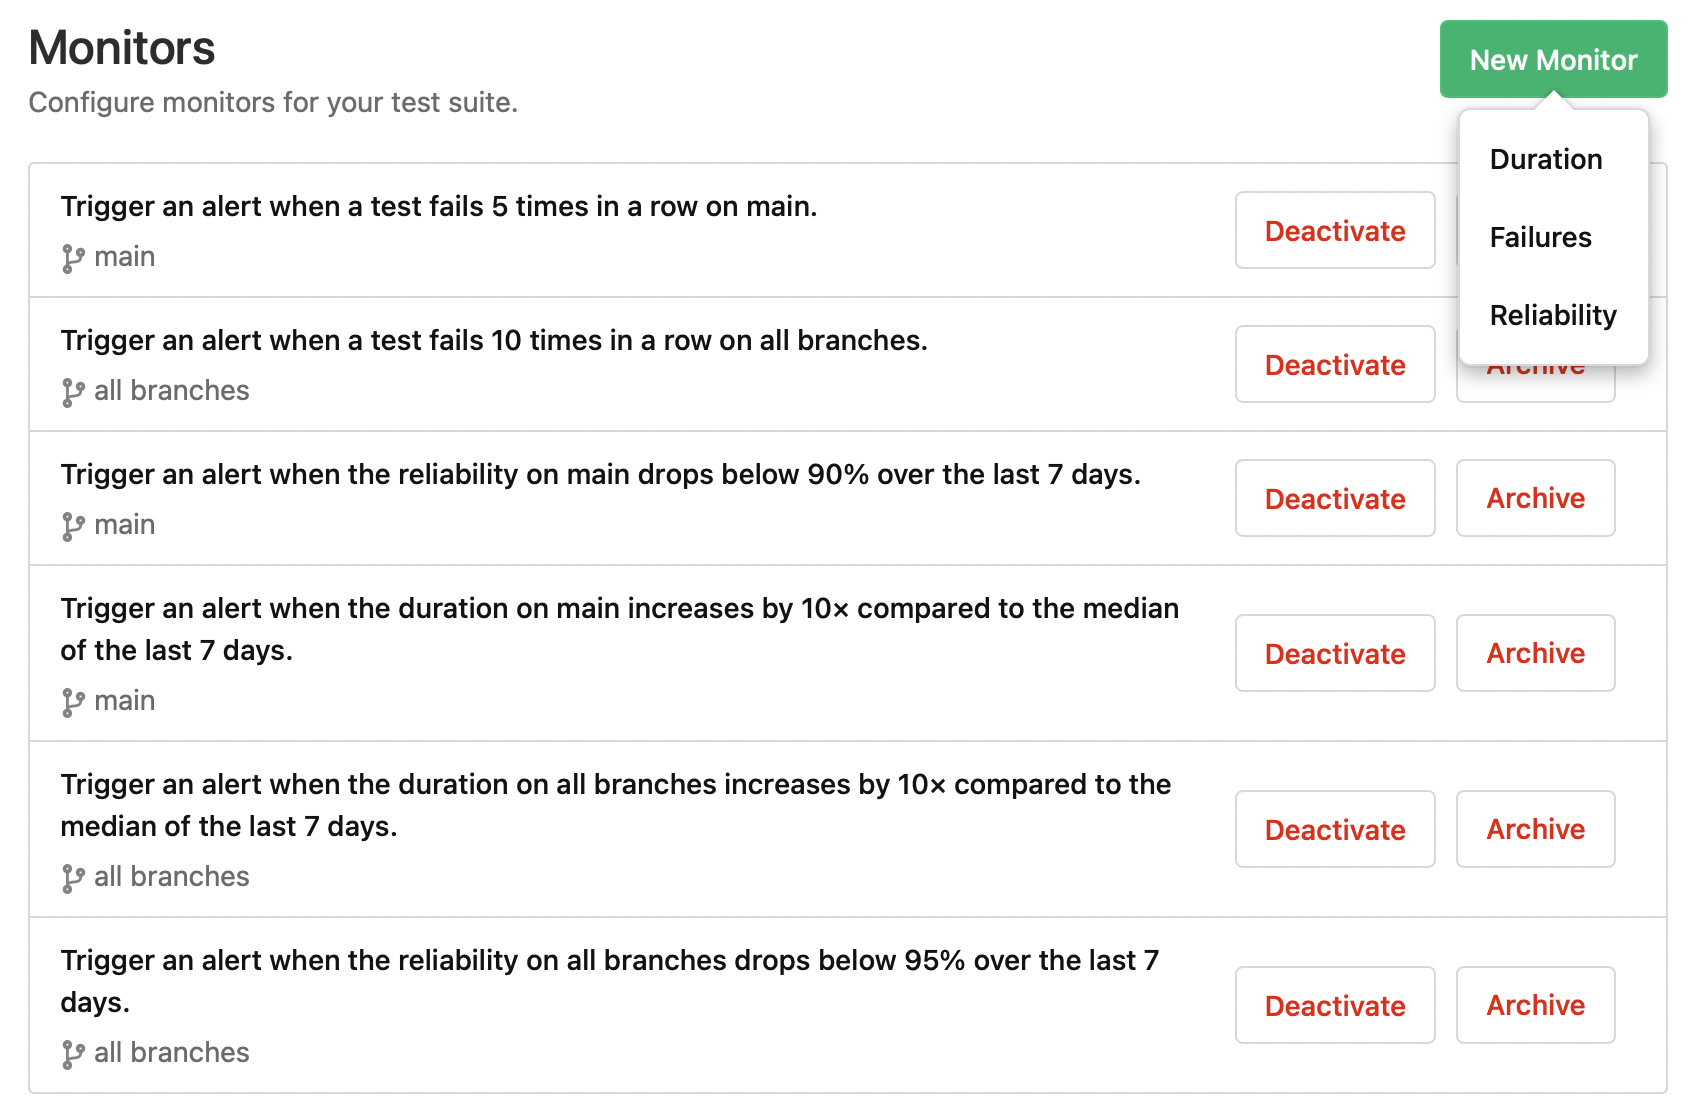 Monitors
New Monitor
Configure monitors for your test suite.
Duration
Failures
Reliability
Trigger an alert when a test fails 5 times in a row on main.
main
Deactivate
Trigger an alert when a test fails 10 times in a row on all branches.
all branches
Deactivate
Archive
Trigger an alert when the reliability on main drops below 90% over the last 7 days.
main
Deactivate
Archive
Trigger an alert when the duration on main increases by 10× compared to the median
of the last 7 days.
main
Deactivate
Archive
Trigger an alert when the duration on all branches increases by 10× compared to the
median of the last 7 days.
all branches
Deactivate
Archive
Trigger an alert when the reliability on all branches drops below 95% over the last 7
days.
all branches
Deactivate
Archive